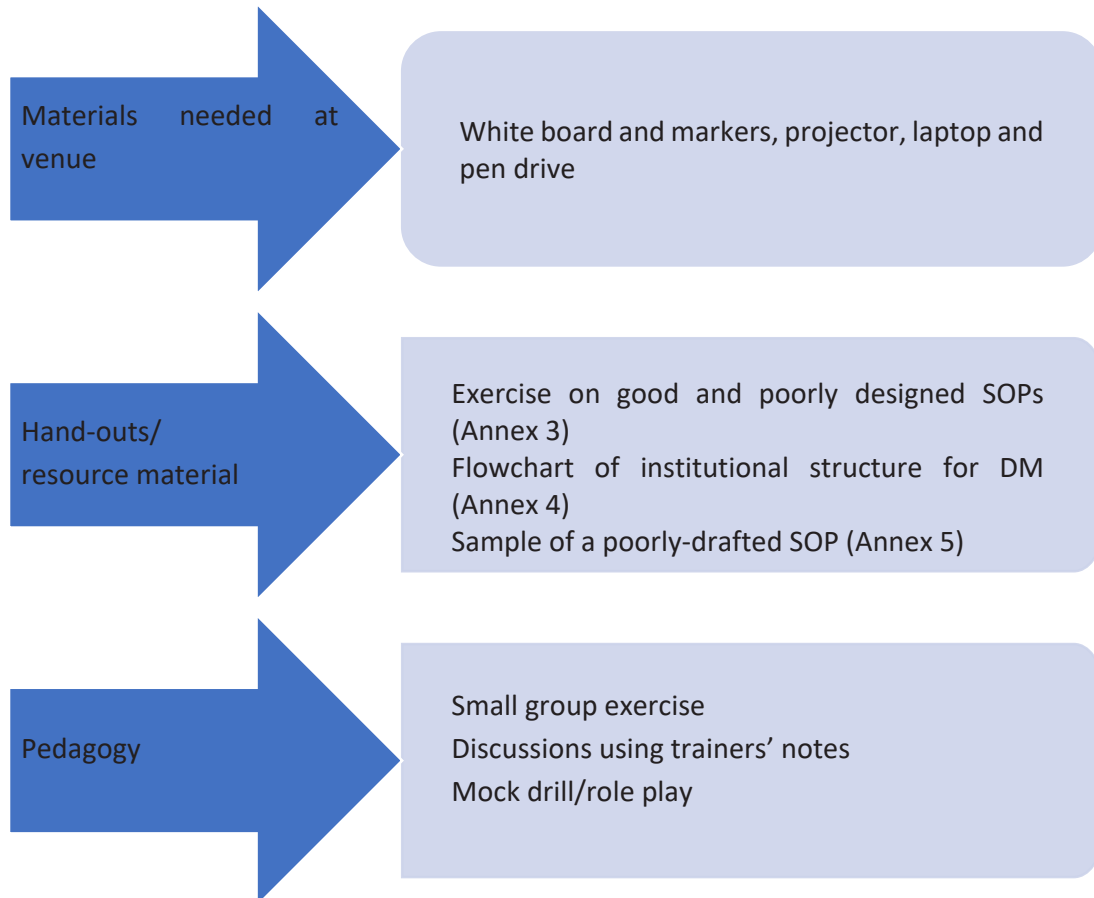 Materials needed at
venue
White board and markers, projector, laptop and
pen drive
Hand-outs/
resource material
Exercise on good and poorly designed SOPs
(Annex 3)
Flowchart of institutional structure for DM
(Annex 4)
Sample of a poorly-drafted SOP (Annex 5)
Pedagogy
Small group exercise
Discussions using trainers’ notes
Mock drill/role play